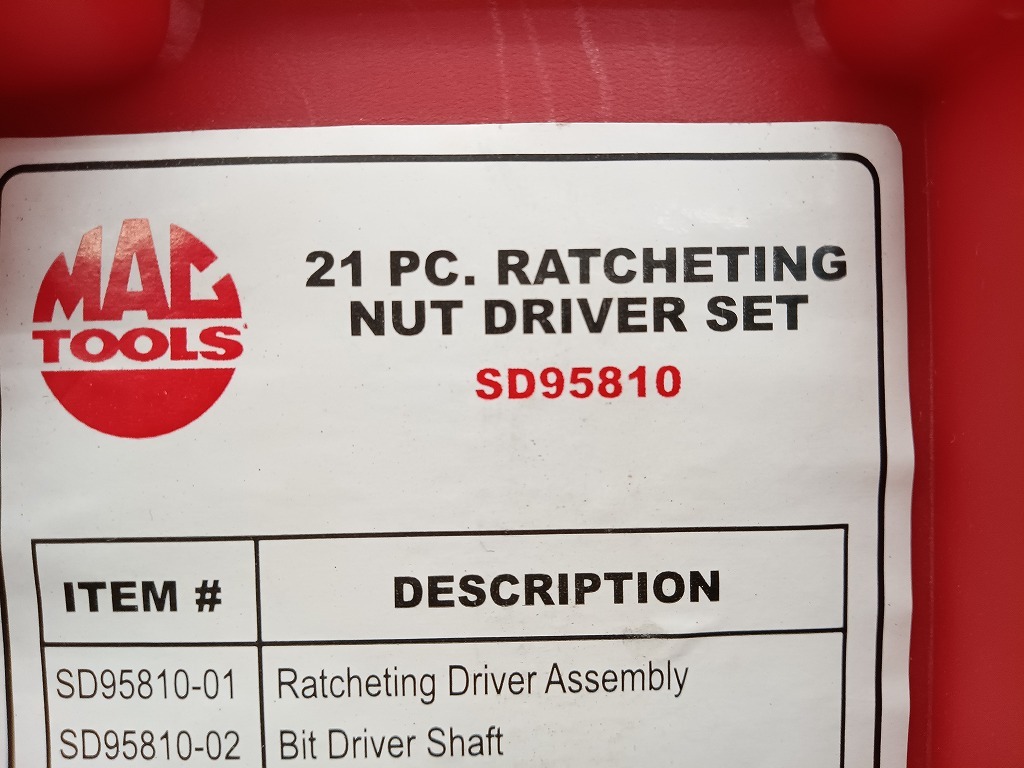 MAC
TOOLS
21 PC. RATCHETING
NUT DRIVER SET
SD95810
ITEM # DESCRIPTION
SD95810-01 Ratcheting Driver Assembly
SD95810-02 Bit Driver Shaft